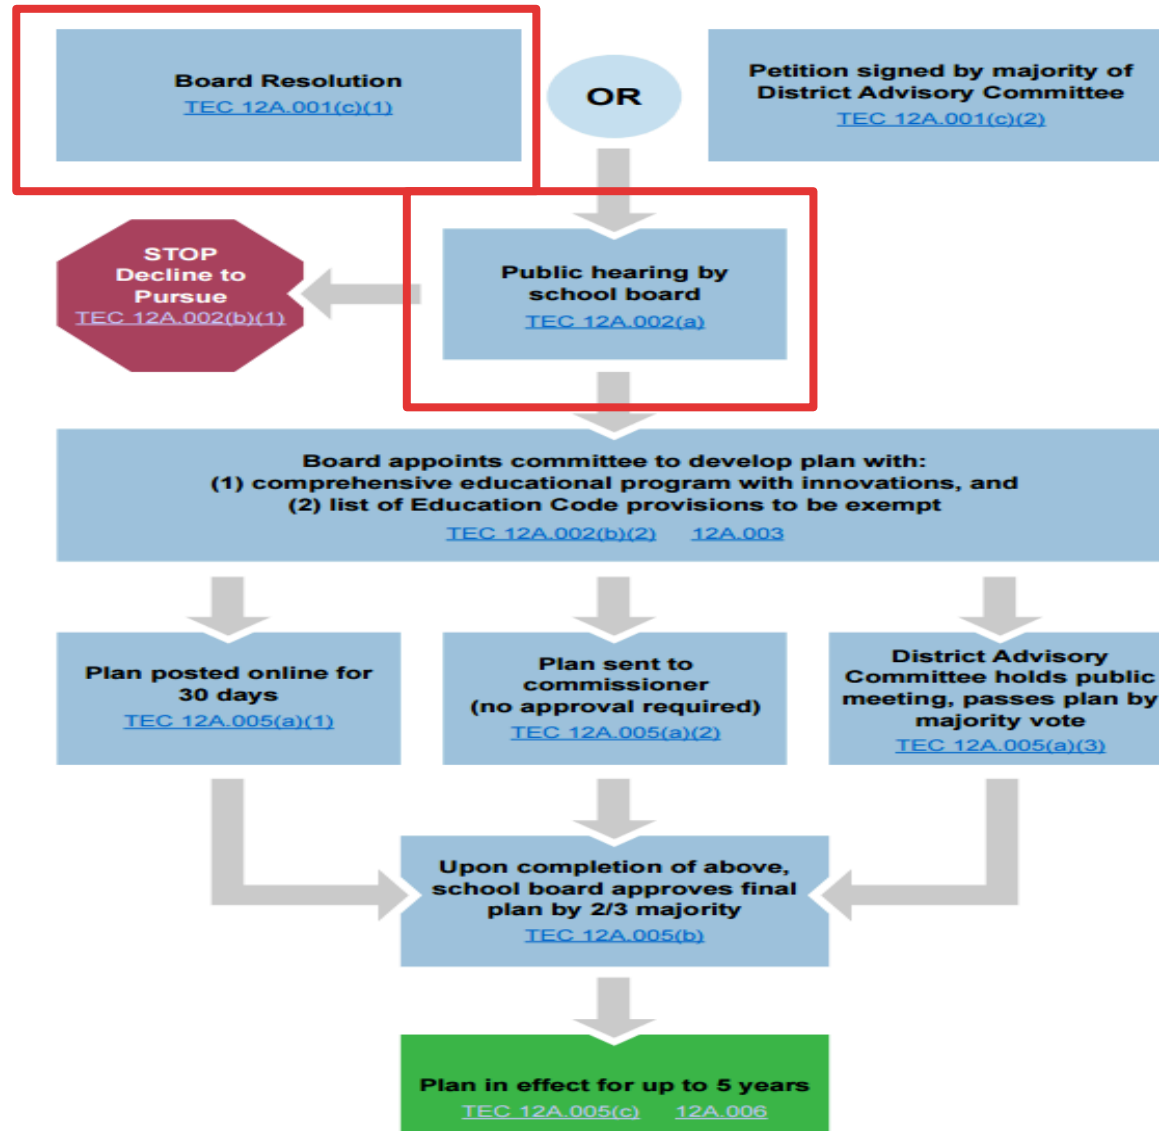 Board Resolution
TEC 12A.001(c)(1)
OR
Petition signed by majority of
District Advisory Committee
TEC 12A.001(c)(2)
STOP
Decline to
Pursue
TEC 12A.002(b)(1)
Public hearing by
school board
TEC 12A.002(a)
Board appoints committee to develop plan with:
(1) comprehensive educational program with innovations, and
(2) list of Education Code provisions to be exempt
TEC 12A.002(b)(2) 12A.003
Plan posted online for
30 days
TEC 12A.005(a)(1)
Plan sent to
commissioner
(no approval required)
TEC 12A.005(a)(2)
District Advisory
Committee holds public
meeting, passes plan by
majority vote
TEC 12A.005(a)(3)
Upon completion of above,
school board approves final
plan by 2/3 majority
TEC 12A.005(b)
Plan in effect for up to 5 years
TEC 12A.005(c) 12A.006